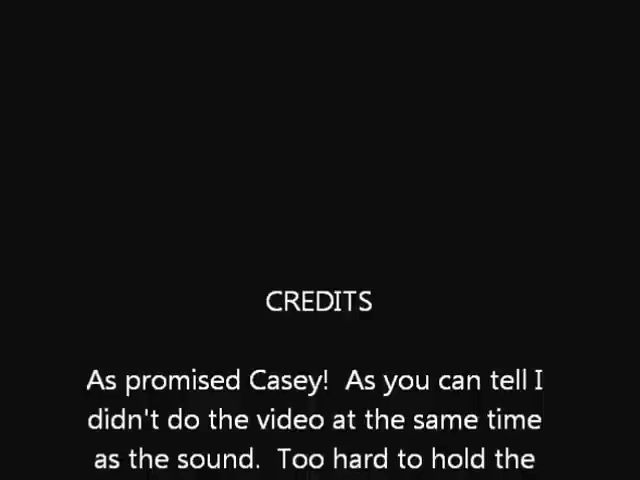 CREDITS
As promised Casey!  As you can tell I
didn't do the video at the same time
as the sound.  Too hard to hold the